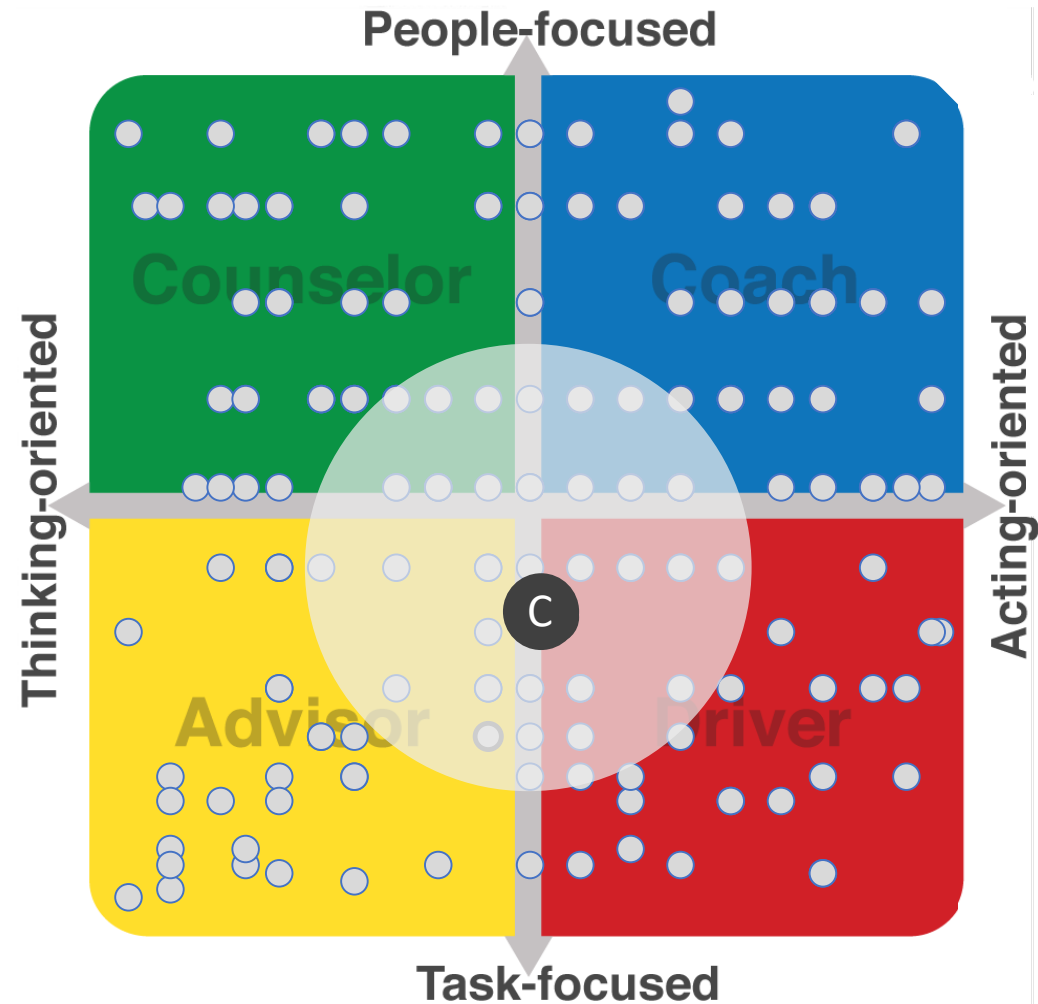 People-focused
Counselor
Coach
Thinking-oriented
Acting-oriented
C
Advisor
Driver
Task-focused